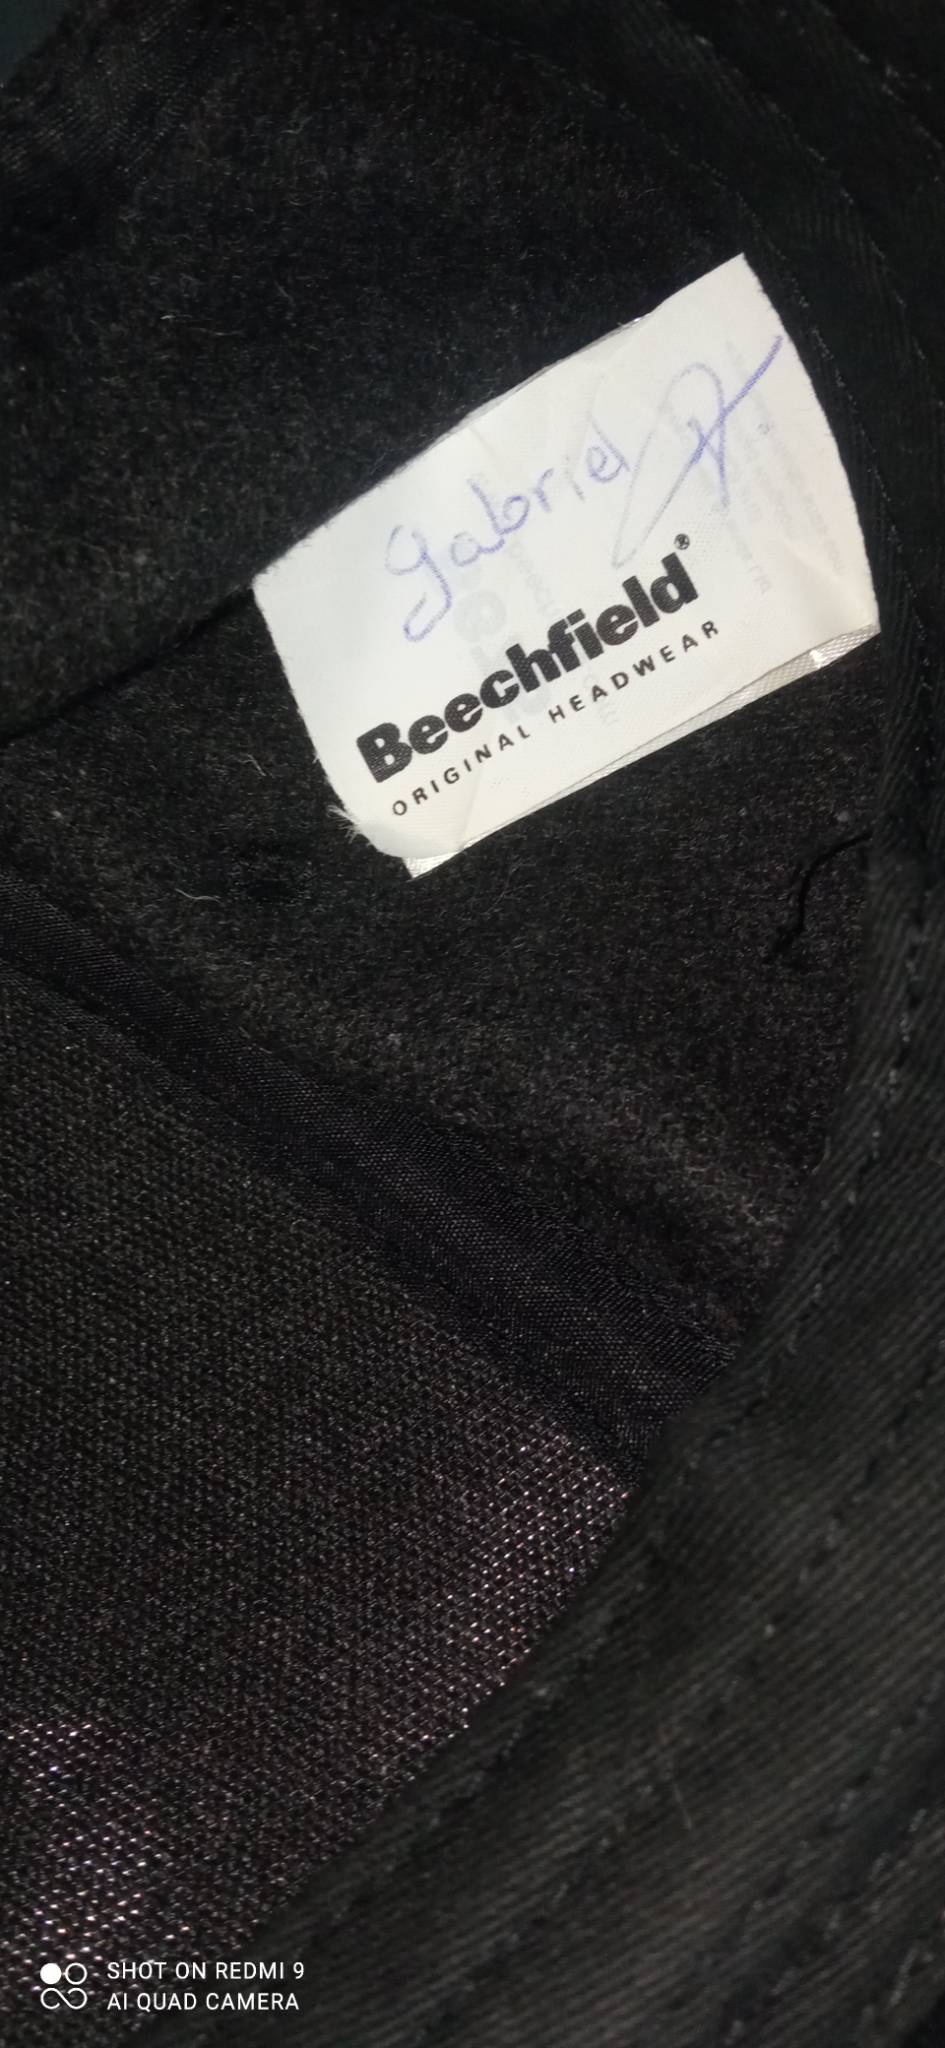 Gabriel
Beechfield®
ORIGINAL HEADWEAR
SHOT ON REDMI 9
AI QUAD CAMERA